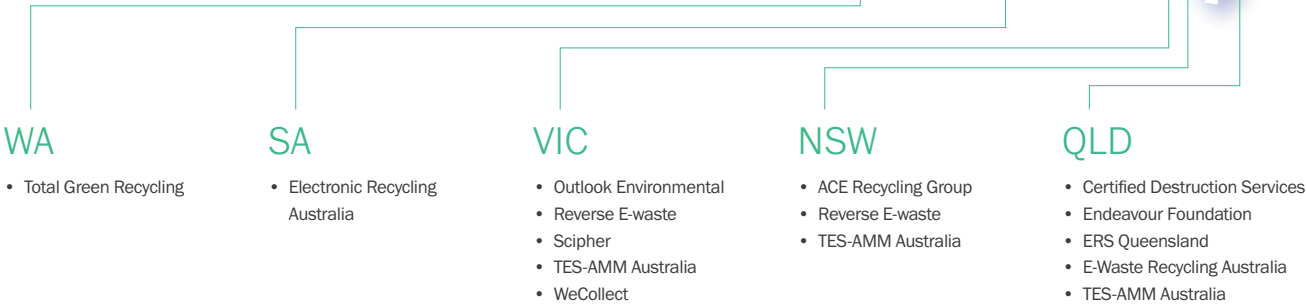 WA
• Total Green Recycling
SA
• Electronic Recycling
Australia
VIC
• Outlook Environmental
• Reverse E-waste
• Scipher
• TES-AMM Australia
• WeCollect
NSW
• ACE Recycling Group
• Reverse E-waste
• TES-AMM Australia
QLD
• Certified Destruction Services
• Endeavour Foundation
• ERS Queensland
• E-Waste Recycling Australia
• TES-AMM Australia